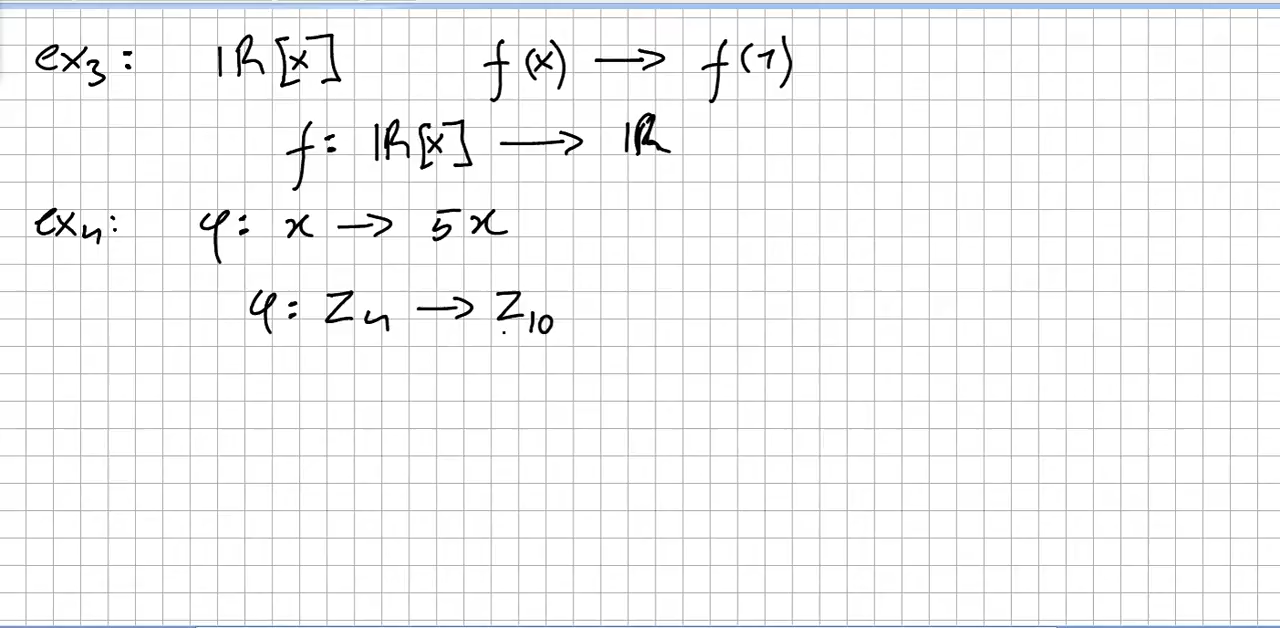 ex₃: ℝ[x] f(x) → f(1)
f: ℝ[x] → ℝ
ex₄: φ: x → 5x
φ: Z₄ → Z₁₀